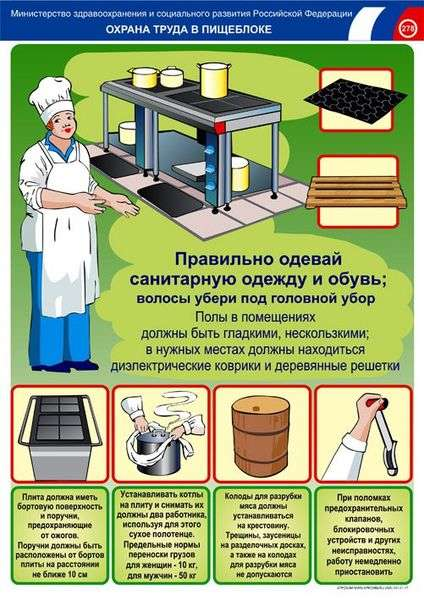 Министерство здравоохранения и социального развития Российской Федерации
ОХРАНА ТРУДА В ПИЩЕБЛОКЕ
278
Правильно одевай
санитарную одежду и обувь;
волосы убери под головной убор
Полы в помещениях
должны быть гладкими, нескользкими;
в нужных местах должны находиться
диэлектрические коврики и деревянные решетки
Плита должна иметь
бортовую поверхность
и поручни,
предохраняющие
от ожогов.
Поручни должны быть
расположены от бортов
плиты на расстоянии
не ближе 10 см
Устанавливать котлы
на плиту и снимать их
должны два работника,
используя для этого
сухое полотенце.
Предельные нормы
переноски грузов
для женщин - 10 кг,
для мужчин - 50 кг
Колоды для разрубки
мяса должны
устанавливаться
на крестовину.
Трещины, заусеницы
на разделочных досках,
а также на колодах
для разрубки мяса
не допускаются
При поломках
предохранительных
клапанов,
блокировочных
устройств и других
неисправностях,
работу немедленно
приостановить